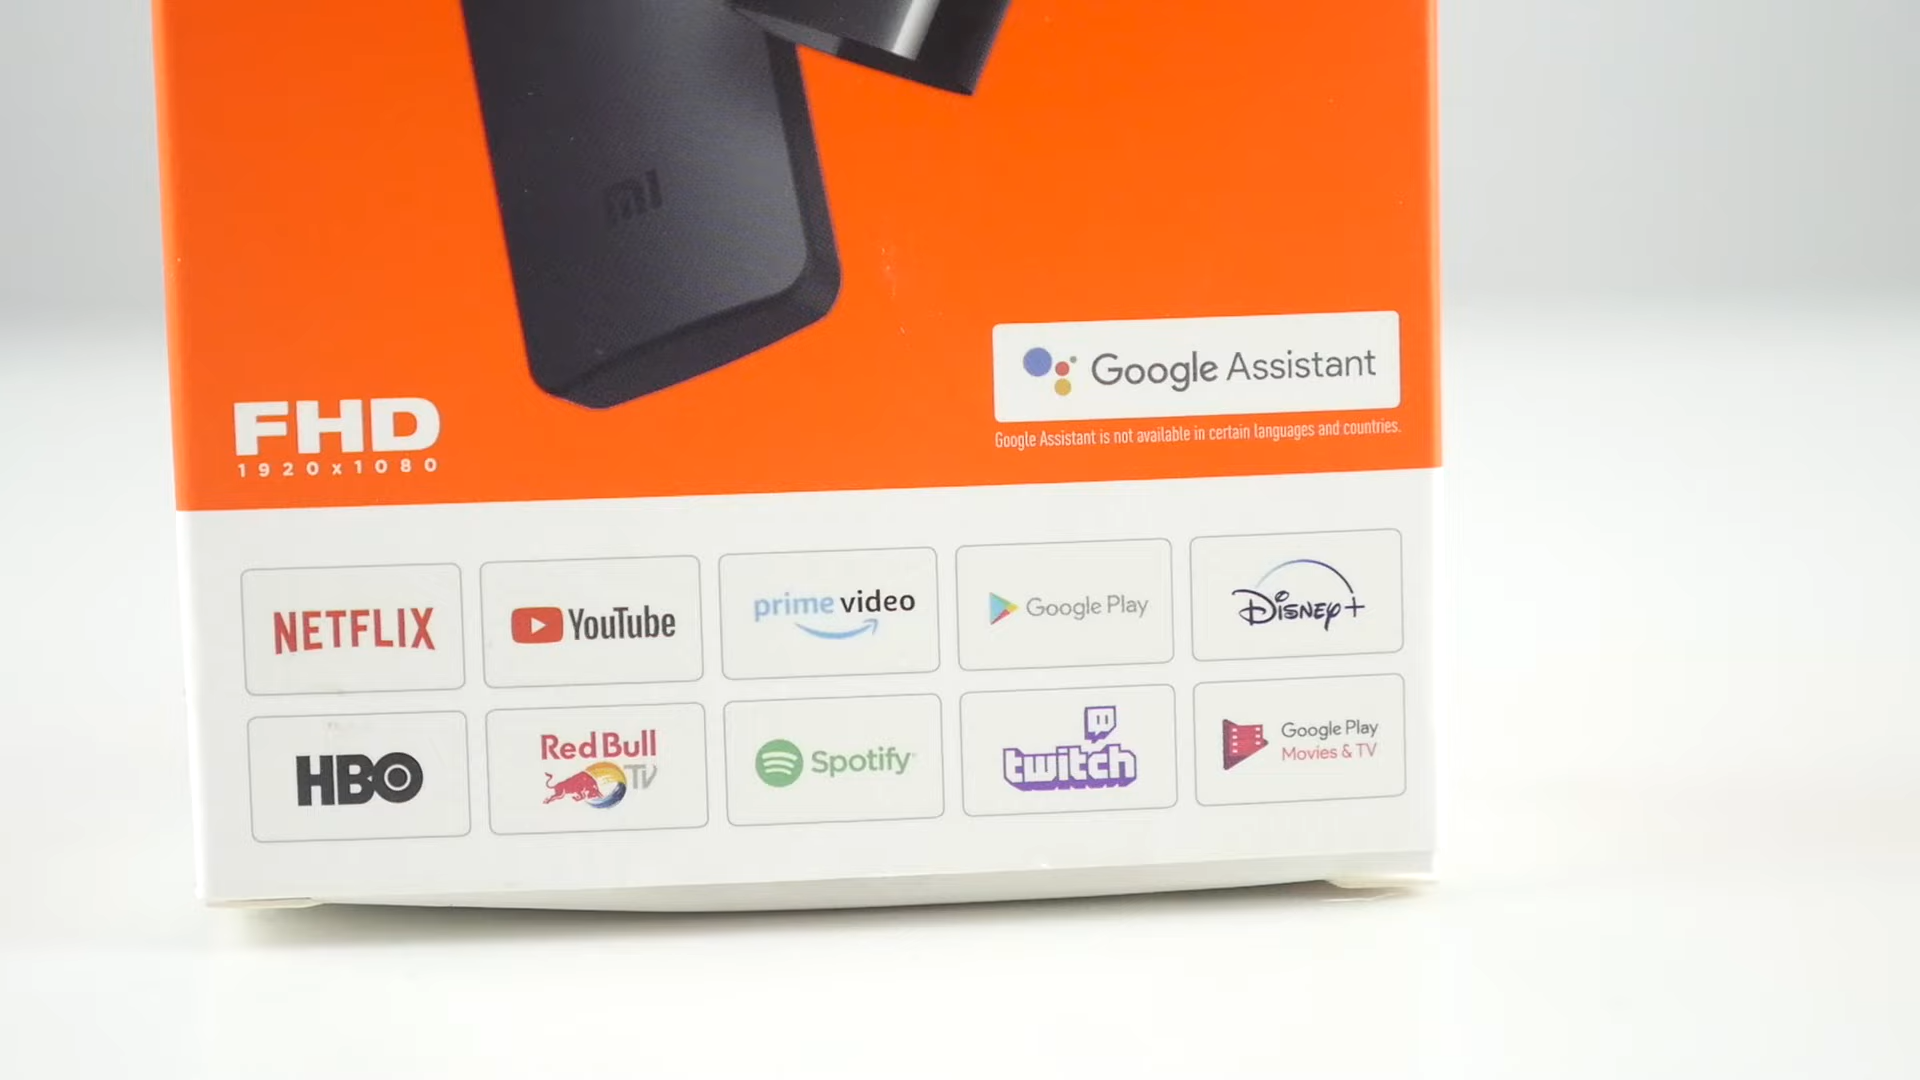 mi
Google Assistant
Google Assistant is not available in certain languages and countries.
FHD
1920x1080
NETFLIX
YouTube
prime video
Google Play
Disney+
HBO
Red Bull
TV
Spotify
twitch
Google Play
Movies & TV